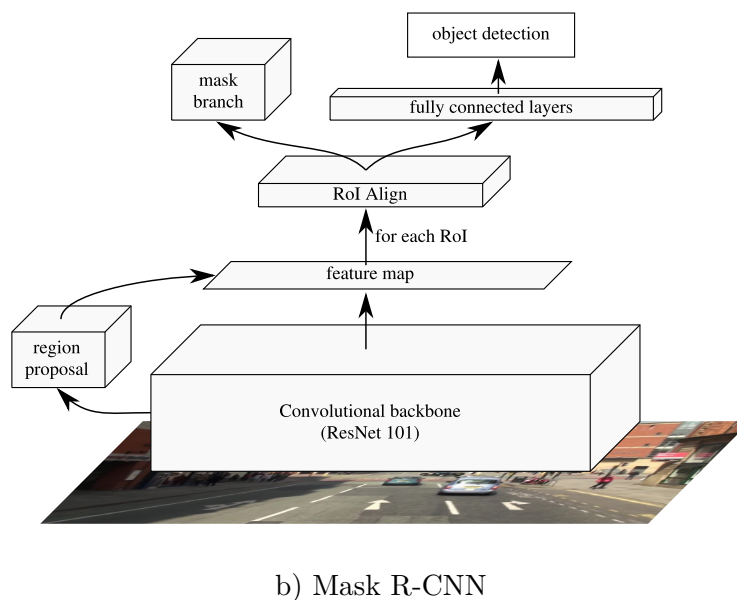 object detection
mask
branch
fully connected layers
RoI Align
for each RoI
feature map
region
proposal
Convolutional backbone
(ResNet 101)
b) Mask R-CNN